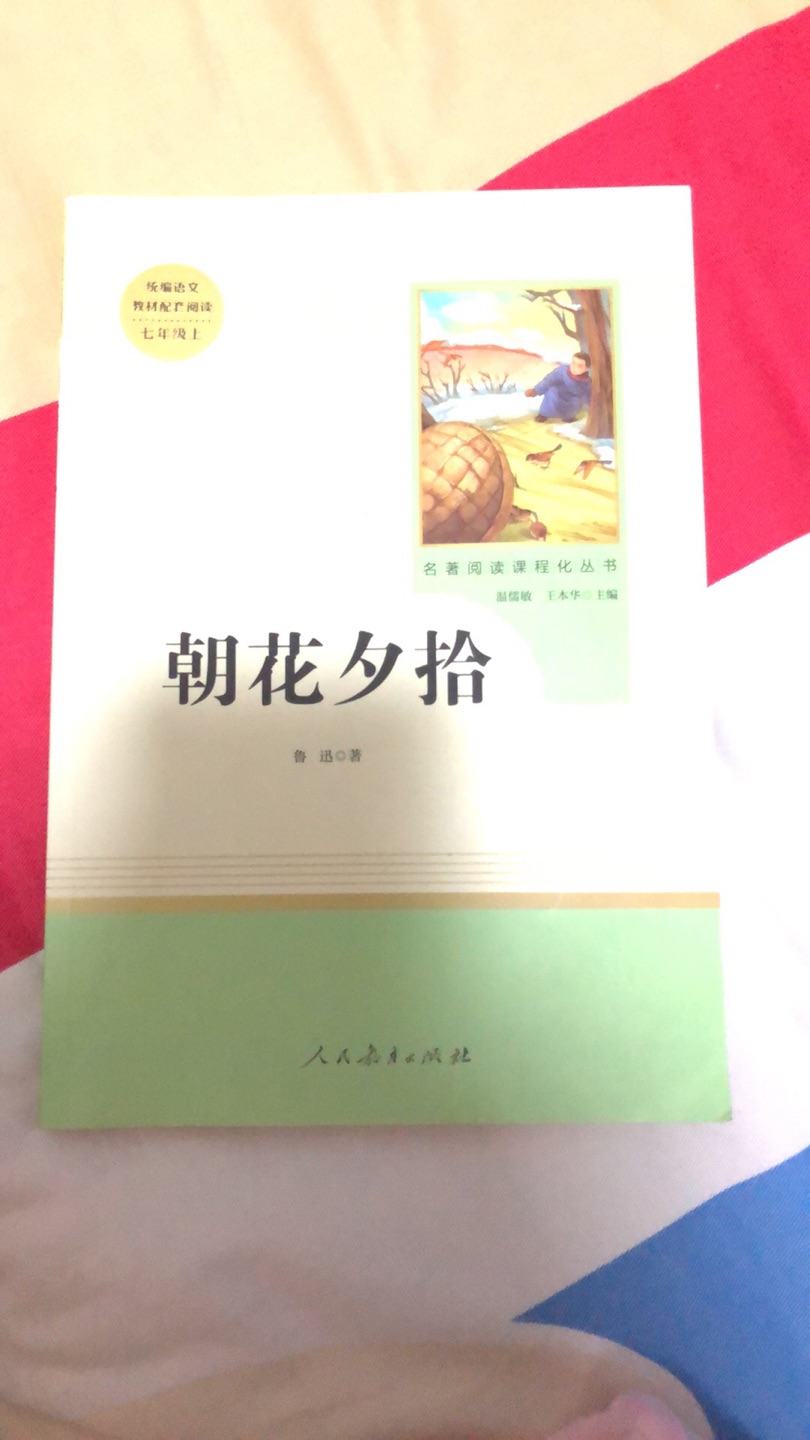 统编语文
教材配套阅读
七年级上
名著阅读课程化丛书
温儒敏 王本华◎主编
朝花夕拾
鲁迅◎著
人民教育出版社